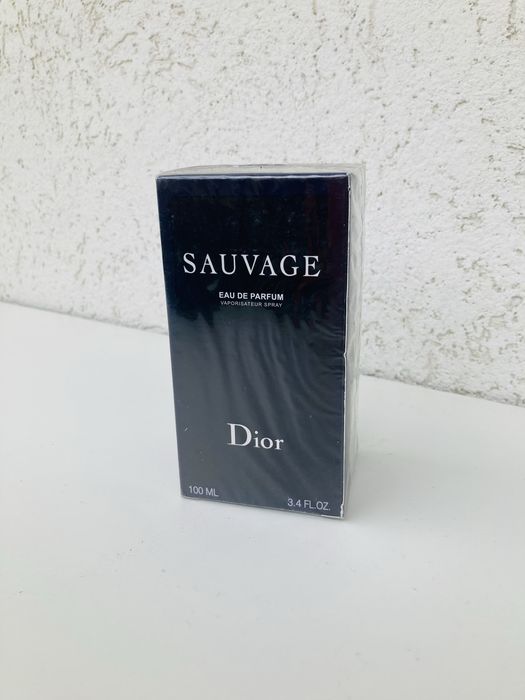 SAUVAGE
EAU DE PARFUM
VAPORISATEUR SPRAY
Dior
100 ML
3.4 FL.OZ.